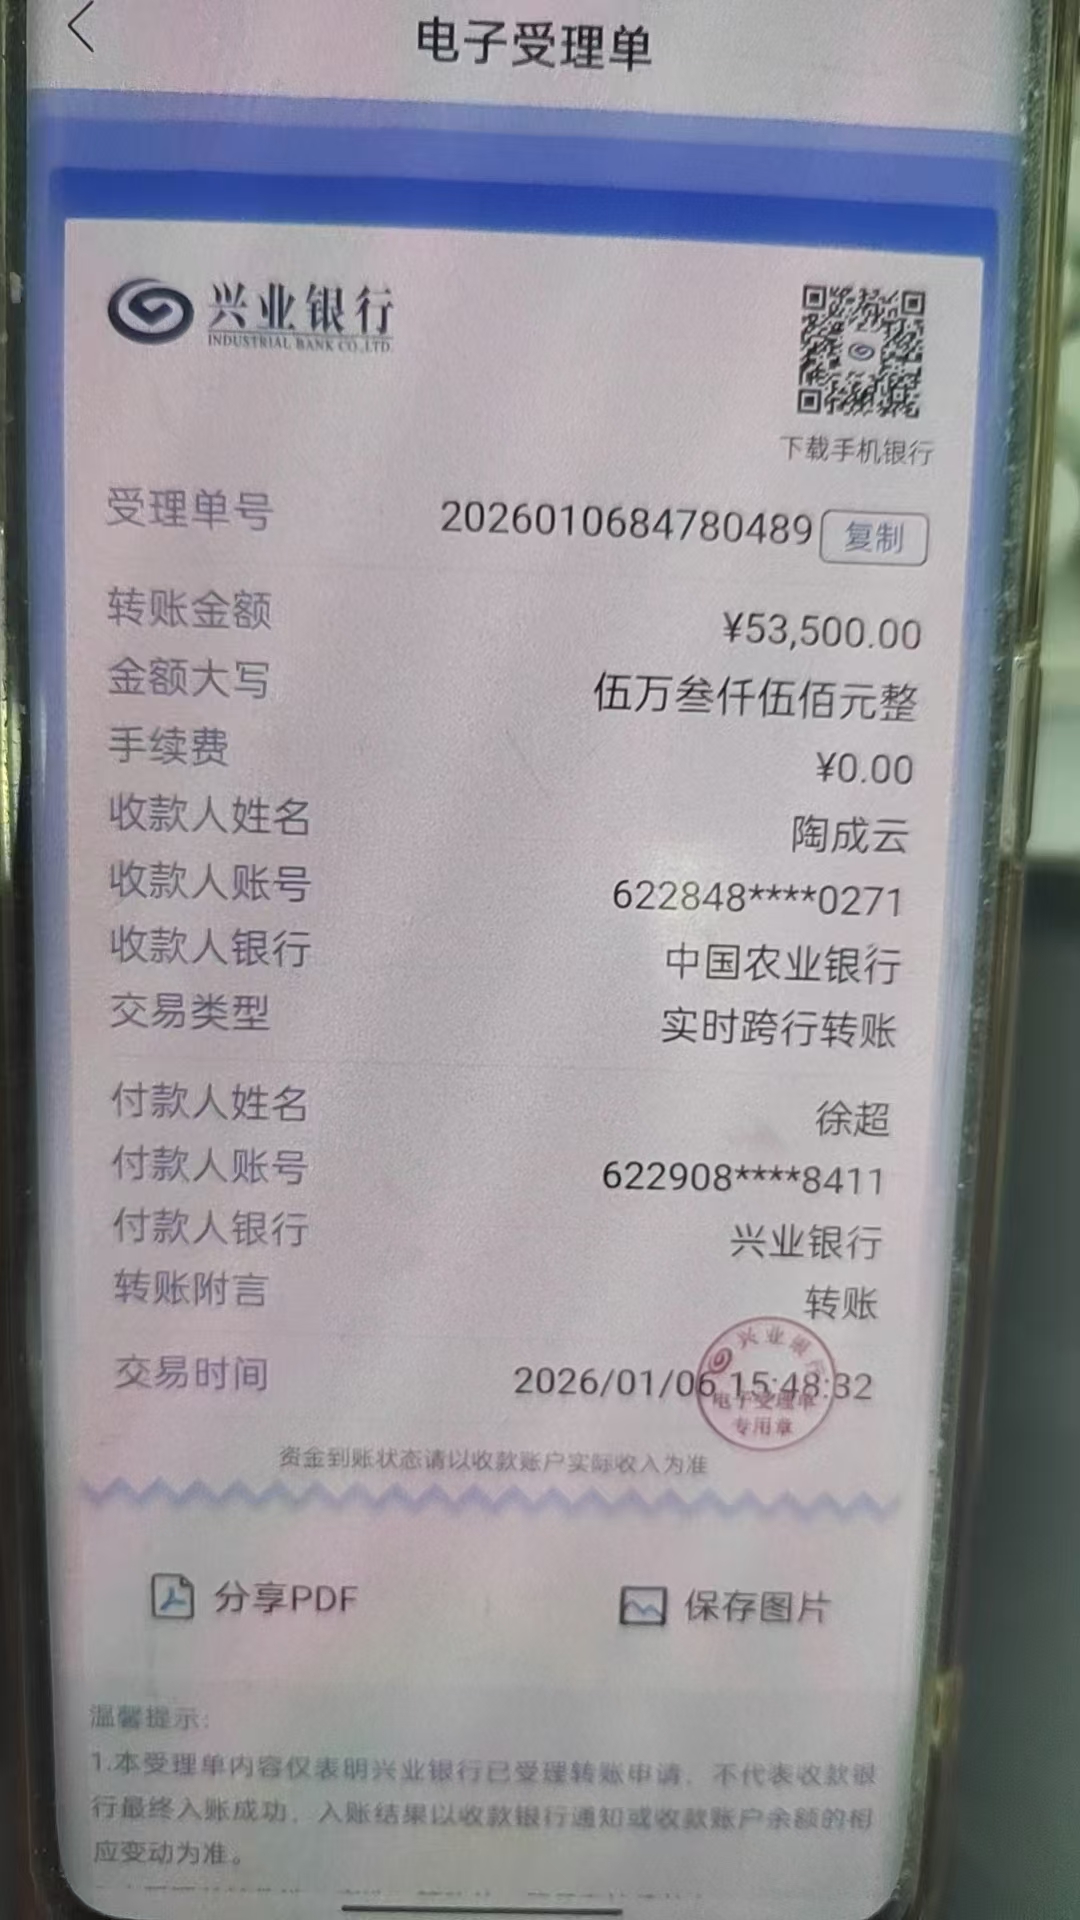 电子受理单
兴业银行
INDUSTRIAL BANK CO.,LTD.
下载手机银行
受理单号 2026010684780489 复制
转账金额 ¥53,500.00
金额大写 伍万叁仟伍佰元整
手续费 ¥0.00
收款人姓名 陶成云
收款人账号 622848****0271
收款人银行 中国农业银行
交易类型 实时跨行转账
付款人姓名 徐超
付款人账号 622908****8411
付款人银行 兴业银行
转账附言 转账
交易时间 2026/01/06 15:48:32
兴业银行
电子受理单
专用章
资金到账状态请以收款账户实际收入为准
分享PDF 保存图片
温馨提示:
1.本受理单内容仅表明兴业银行已受理转账申请，不代表收款银
行最终入账成功，入账结果以收款银行通知或收款账户余额的相
应变动为准。